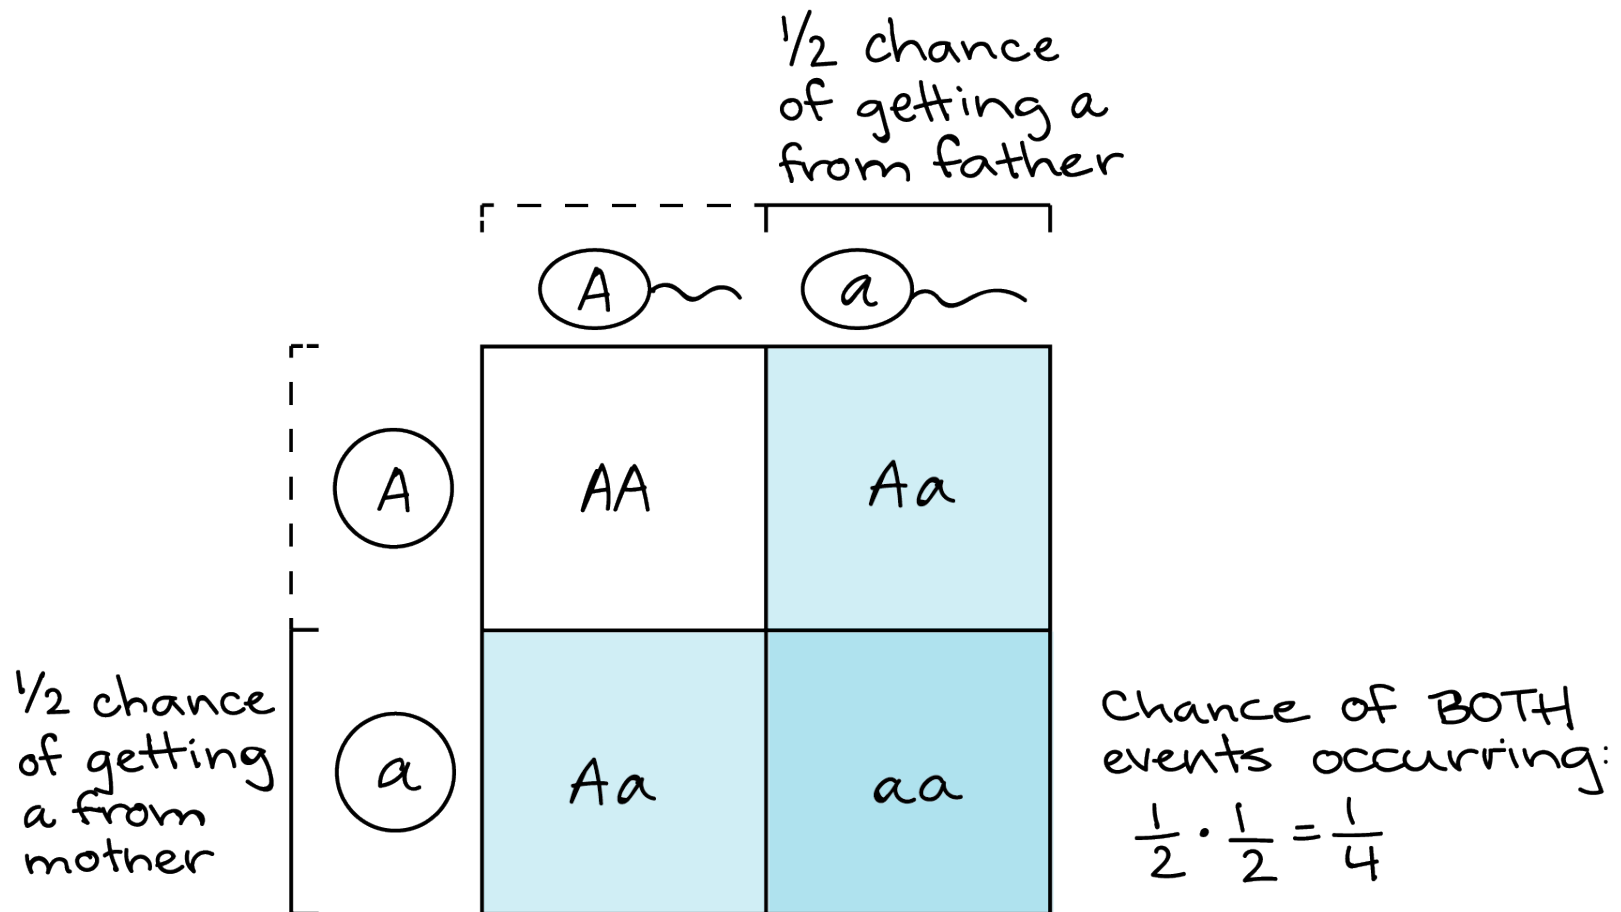 1/2 chance
of getting a
from father
A
a
A
AA
Aa
1/2 chance
of getting
a from
mother
a
Aa
aa
Chance of BOTH
events occurring:
1/2 · 1/2 = 1/4